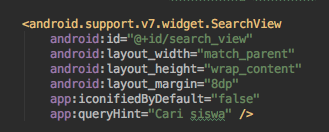 <android.support.v7.widget.SearchView
android:id="@+id/search_view"
android:layout_width="match_parent"
android:layout_height="wrap_content"
android:layout_margin="8dp"
app:iconifiedByDefault="false"
app:queryHint="Cari siswa" />